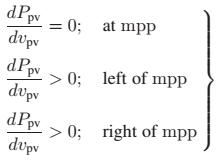 dP_pv/dv_pv = 0; at mpp
dP_pv/dv_pv > 0; left of mpp
dP_pv/dv_pv > 0; right of mpp